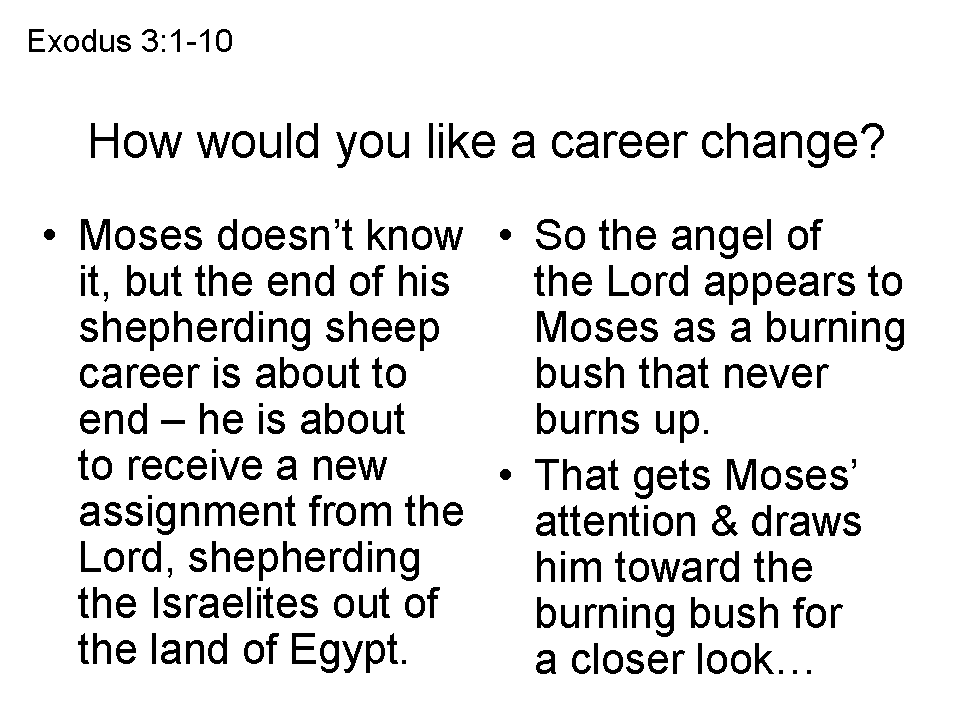 Exodus 3:1-10
How would you like a career change?
• Moses doesn’t know
it, but the end of his
shepherding sheep
career is about to
end – he is about
to receive a new
assignment from the
Lord, shepherding
the Israelites out of
the land of Egypt.
• So the angel of
the Lord appears to
Moses as a burning
bush that never
burns up.
• That gets Moses’
attention & draws
him toward the
burning bush for
a closer look…